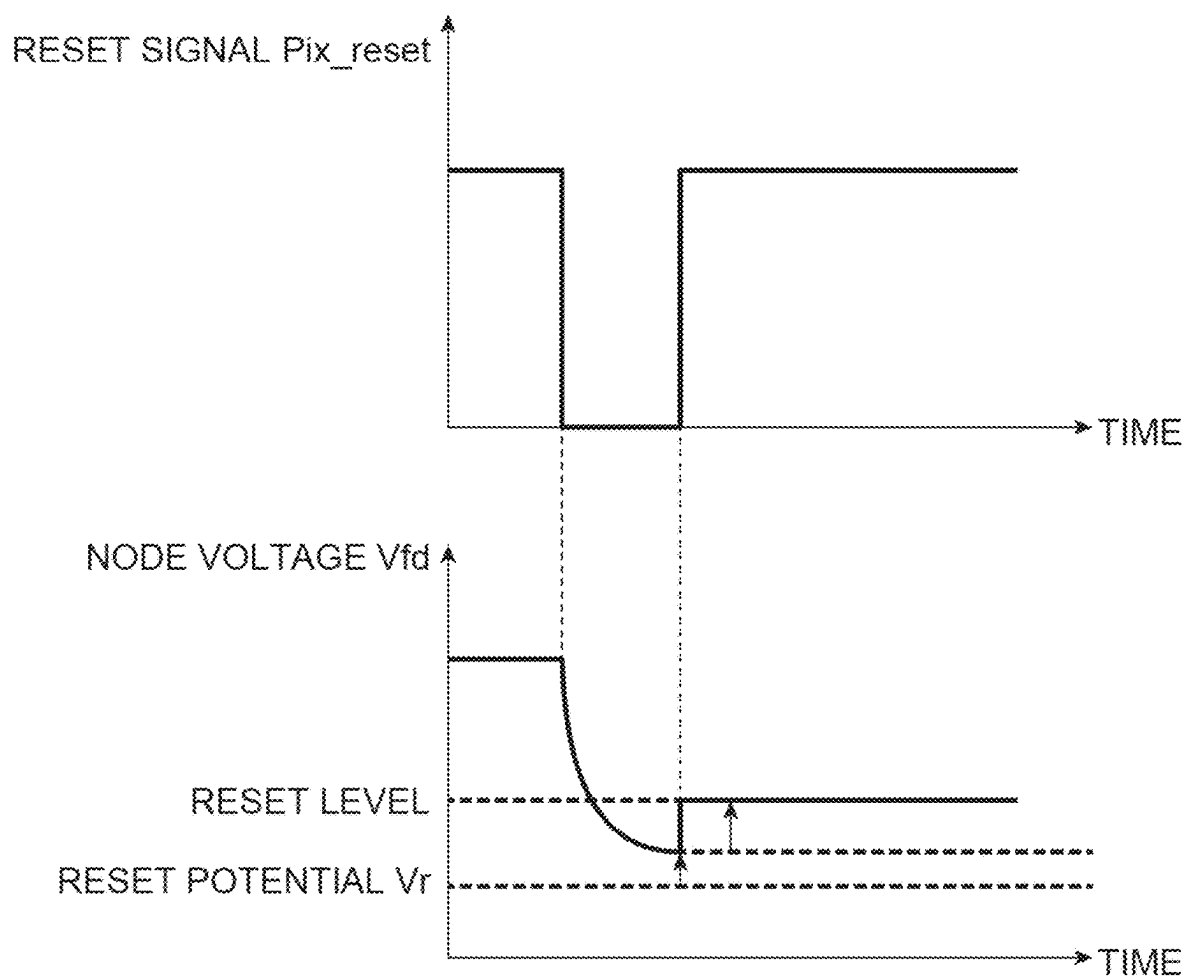 RESET SIGNAL Pix_reset
TIME
NODE VOLTAGE Vfd
RESET LEVEL
RESET POTENTIAL Vr
TIME